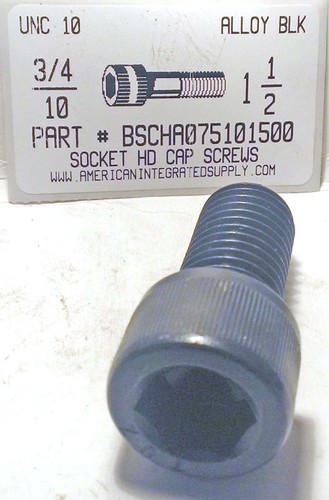 UNC 10 ALLOY BLK
3/4
10
1 1/2
PART # BSCHA075101500
SOCKET HD CAP SCREWS
WWW.AMERICANINTEGRATEDSUPPLY.COM